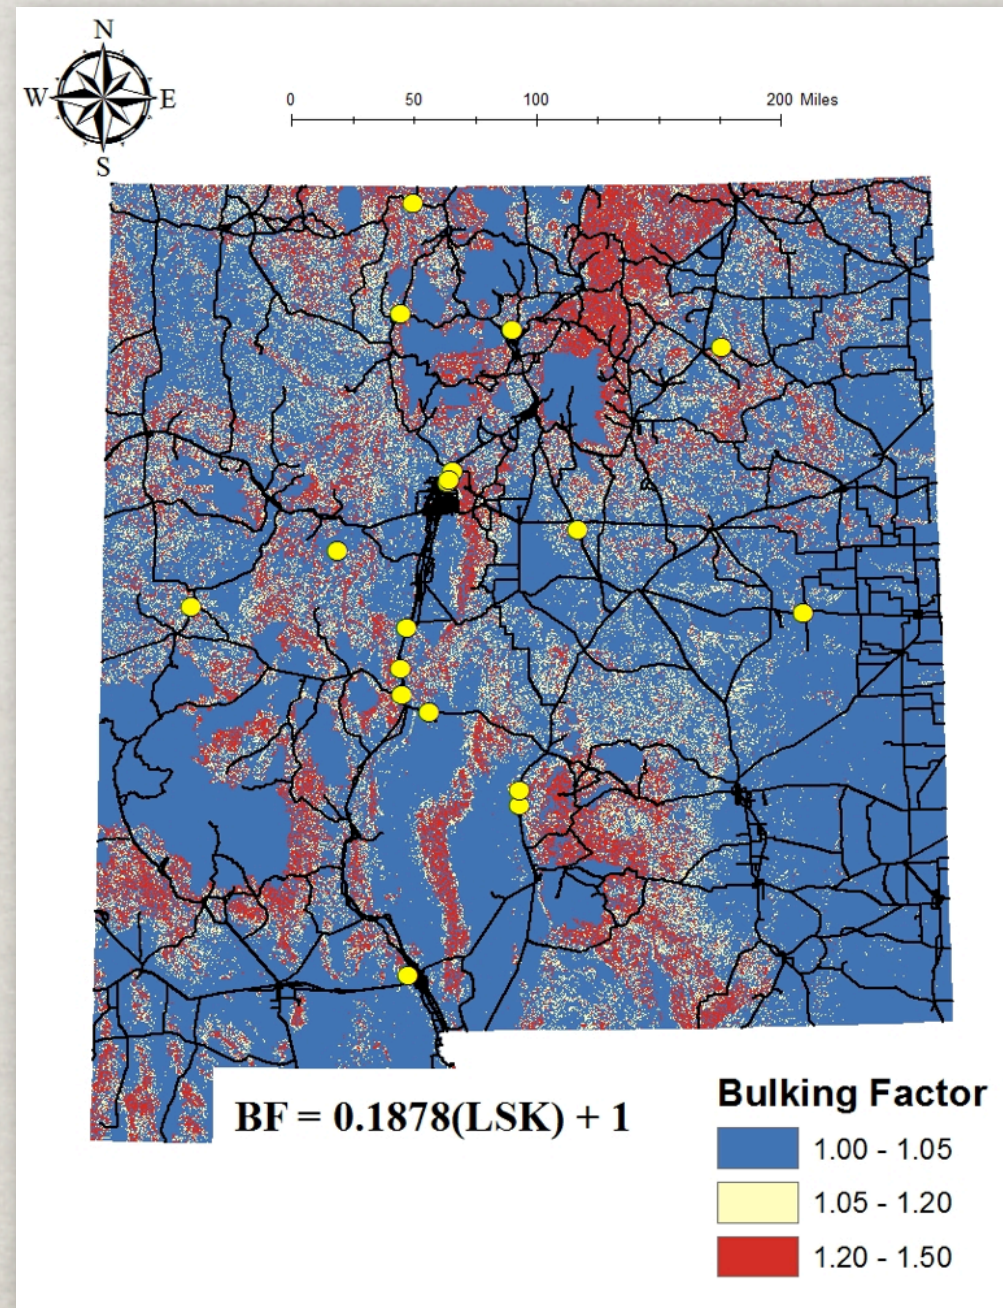 N
W E
S
0 50 100 200 Miles
BF = 0.1878(LSK) + 1
Bulking Factor
1.00 - 1.05
1.05 - 1.20
1.20 - 1.50